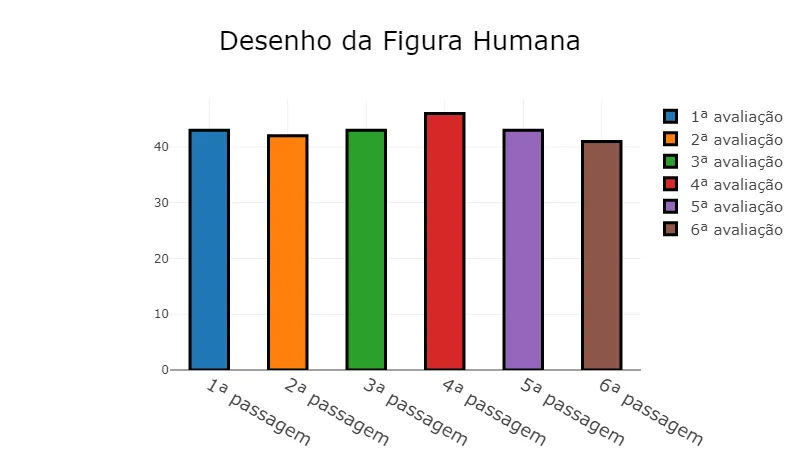 Desenho da Figura Humana
1ª avaliação
2ª avaliação
3ª avaliação
4ª avaliação
5ª avaliação
6ª avaliação
40
30
20
10
0
1ª passagem
2ª passagem
3ª passagem
4ª passagem
5ª passagem
6ª passagem